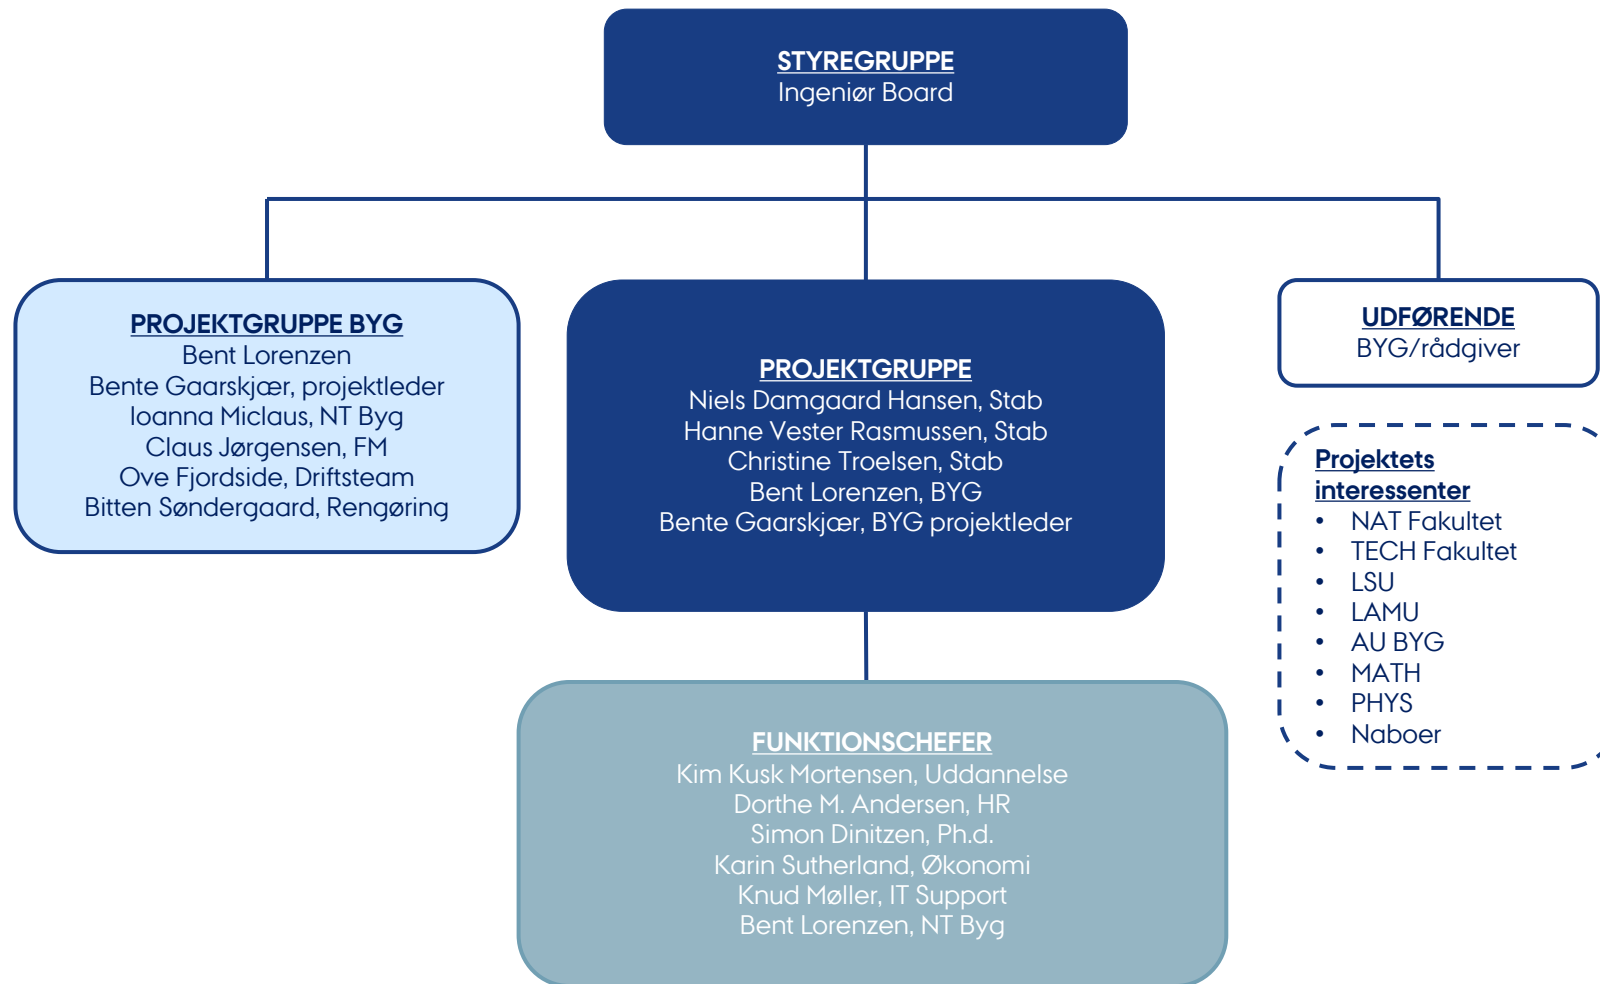 STYREGRUPPE
Ingeniør Board
PROJEKTGRUPPE BYG
Bent Lorenzen
Bente Gaarskjær, projektleder
Ioanna Miclaus, NT Byg
Claus Jørgensen, FM
Ove Fjordside, Driftsteam
Bitten Søndergaard, Rengøring
PROJEKTGRUPPE
Niels Damgaard Hansen, Stab
Hanne Vester Rasmussen, Stab
Christine Troelsen, Stab
Bent Lorenzen, BYG
Bente Gaarskjær, BYG projektleder
UDFØRENDE
BYG/rådgiver
Projektets
interessenter
• NAT Fakultet
• TECH Fakultet
• LSU
• LAMU
• AU BYG
• MATH
• PHYS
• Naboer
FUNKTIONSCHEFER
Kim Kusk Mortensen, Uddannelse
Dorthe M. Andersen, HR
Simon Dinitzen, Ph.d.
Karin Sutherland, Økonomi
Knud Møller, IT Support
Bent Lorenzen, NT Byg